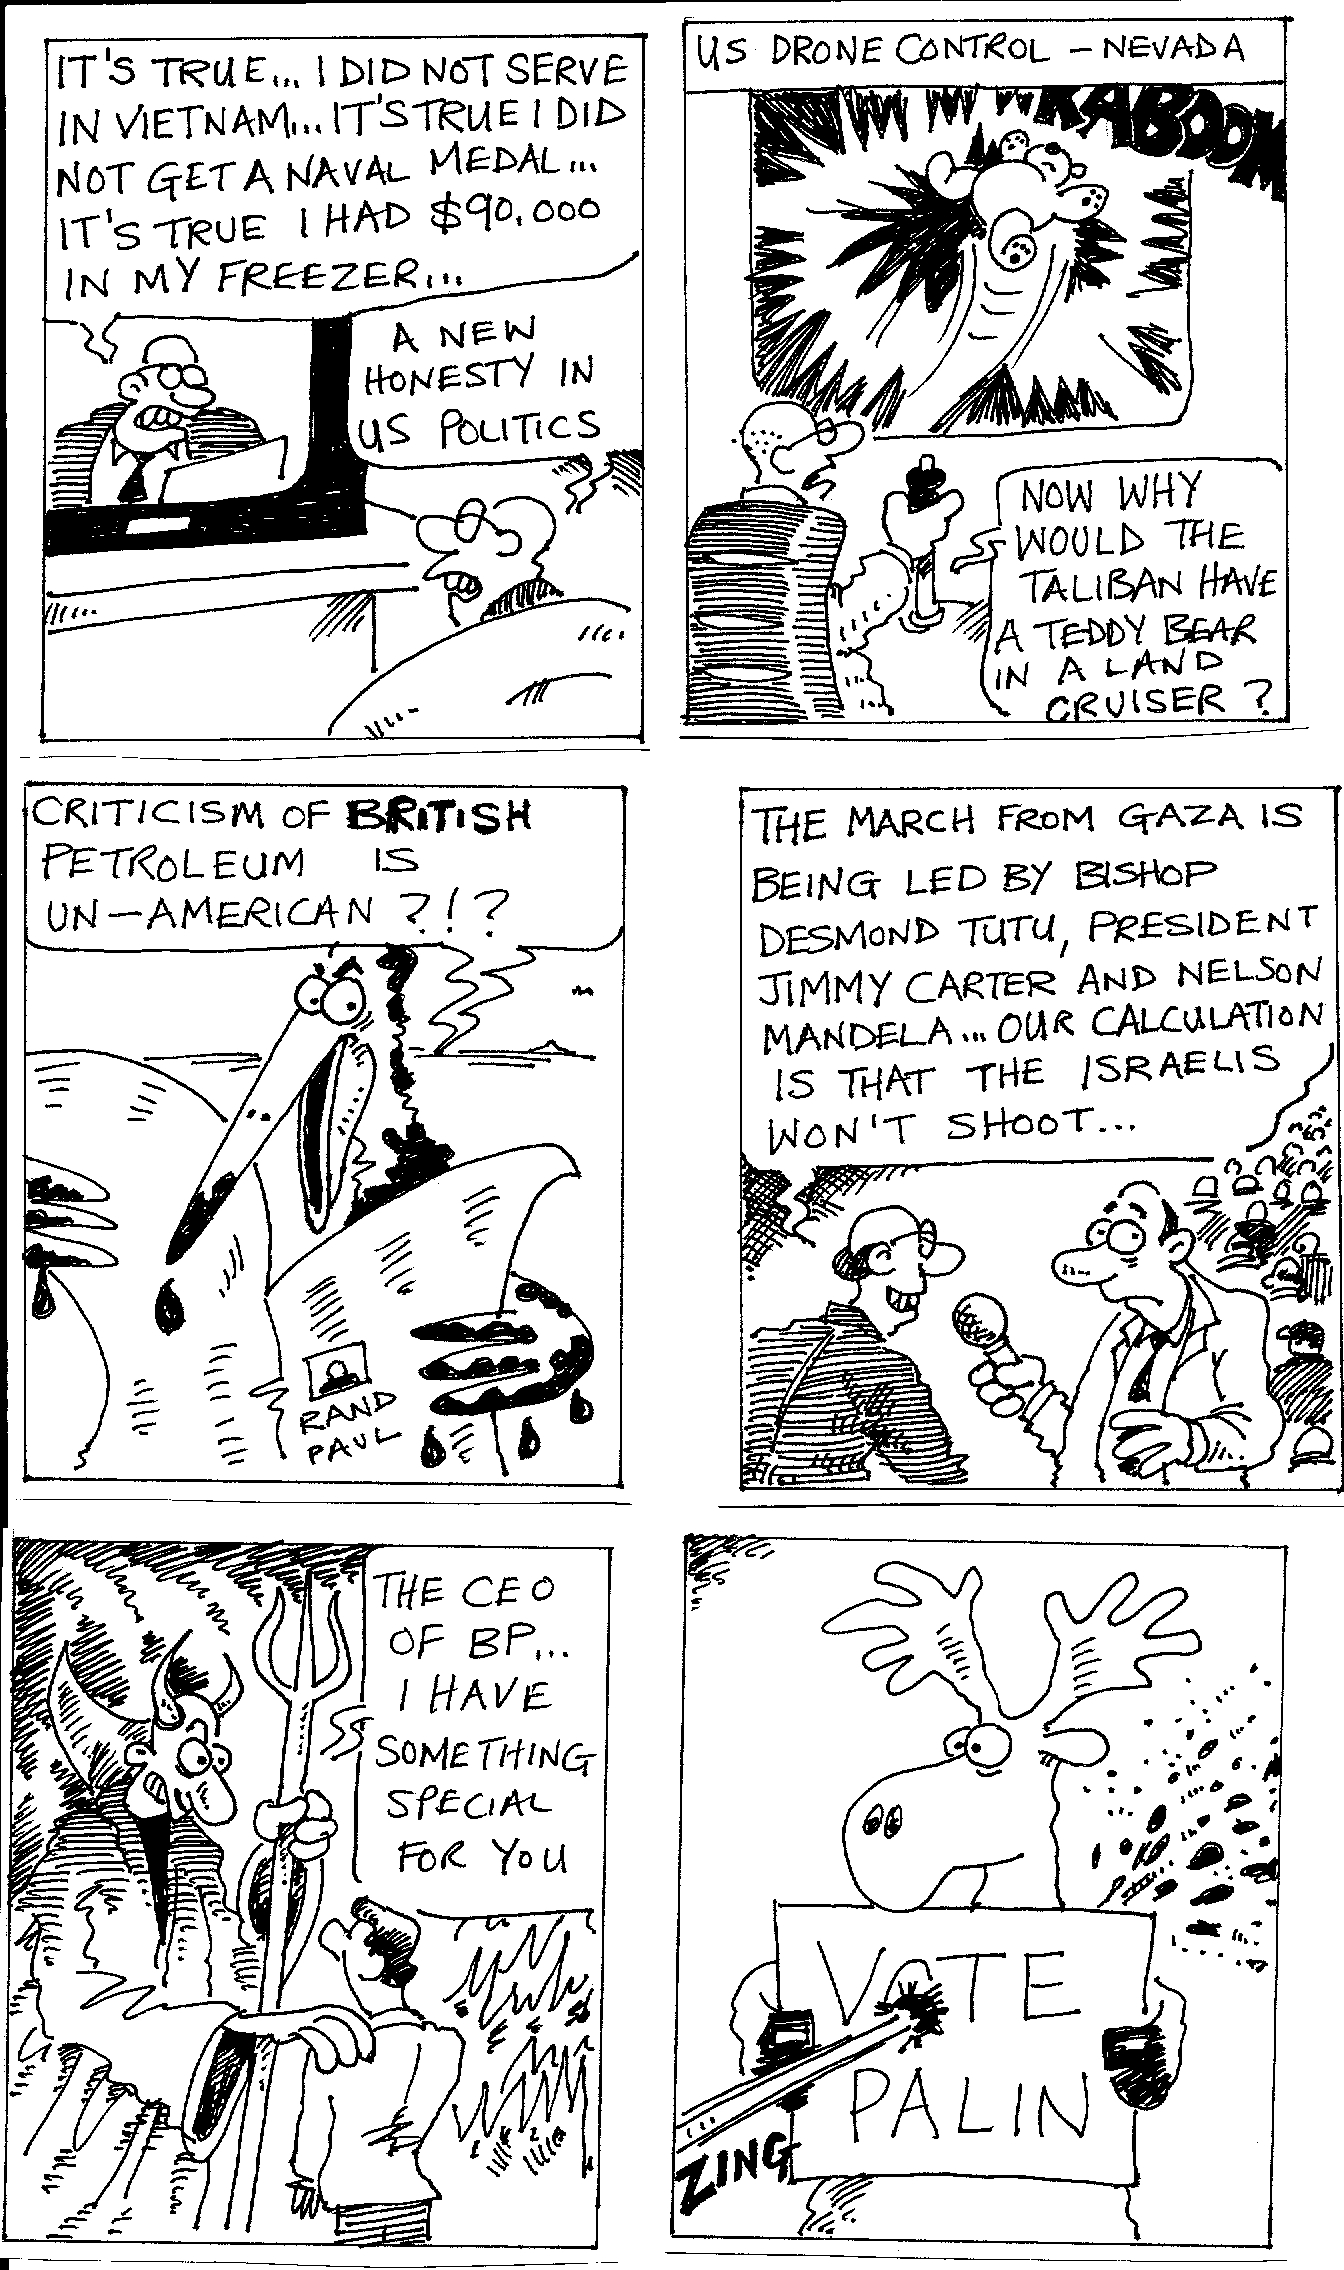 IT'S TRUE... I DID NOT SERVE
IN VIETNAM... IT'S TRUE I DID
NOT GET A NAVAL MEDAL...
IT'S TRUE I HAD $90,000
IN MY FREEZER...
A NEW
HONESTY IN
US POLITICS
US DRONE CONTROL - NEVADA
KABOOM
NOW WHY
WOULD THE
TALIBAN HAVE
A TEDDY BEAR
IN A LAND
CRUISER?
CRITICISM OF BRITISH
PETROLEUM IS
UN-AMERICAN ?!?
RAND
PAUL
THE MARCH FROM GAZA IS
BEING LED BY BISHOP
DESMOND TUTU, PRESIDENT
JIMMY CARTER AND NELSON
MANDELA... OUR CALCULATION
IS THAT THE ISRAELIS
WON'T SHOOT...
THE CEO
OF BP...
I HAVE
SOMETHING
SPECIAL
FOR YOU
VOTE
PALIN
ZING